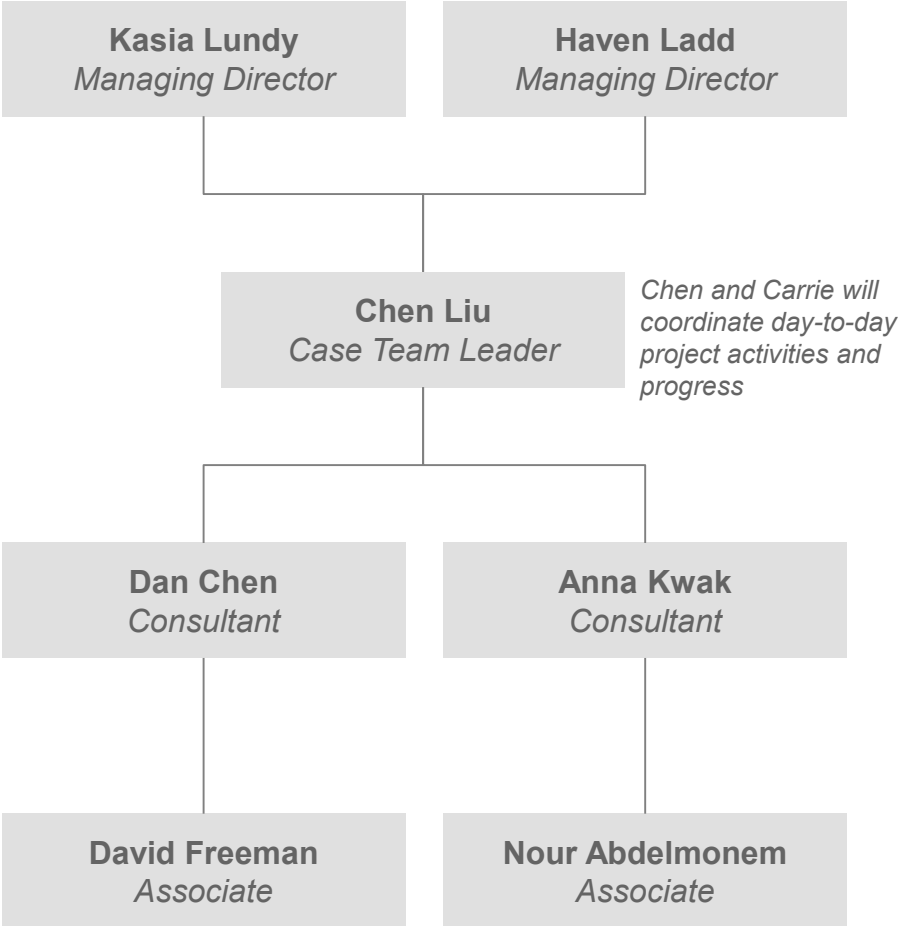 Kasia Lundy
Managing Director
Haven Ladd
Managing Director
Chen Liu
Case Team Leader
Chen and Carrie will
coordinate day-to-day
project activities and
progress
Dan Chen
Consultant
Anna Kwak
Consultant
David Freeman
Associate
Nour Abdelmonem
Associate